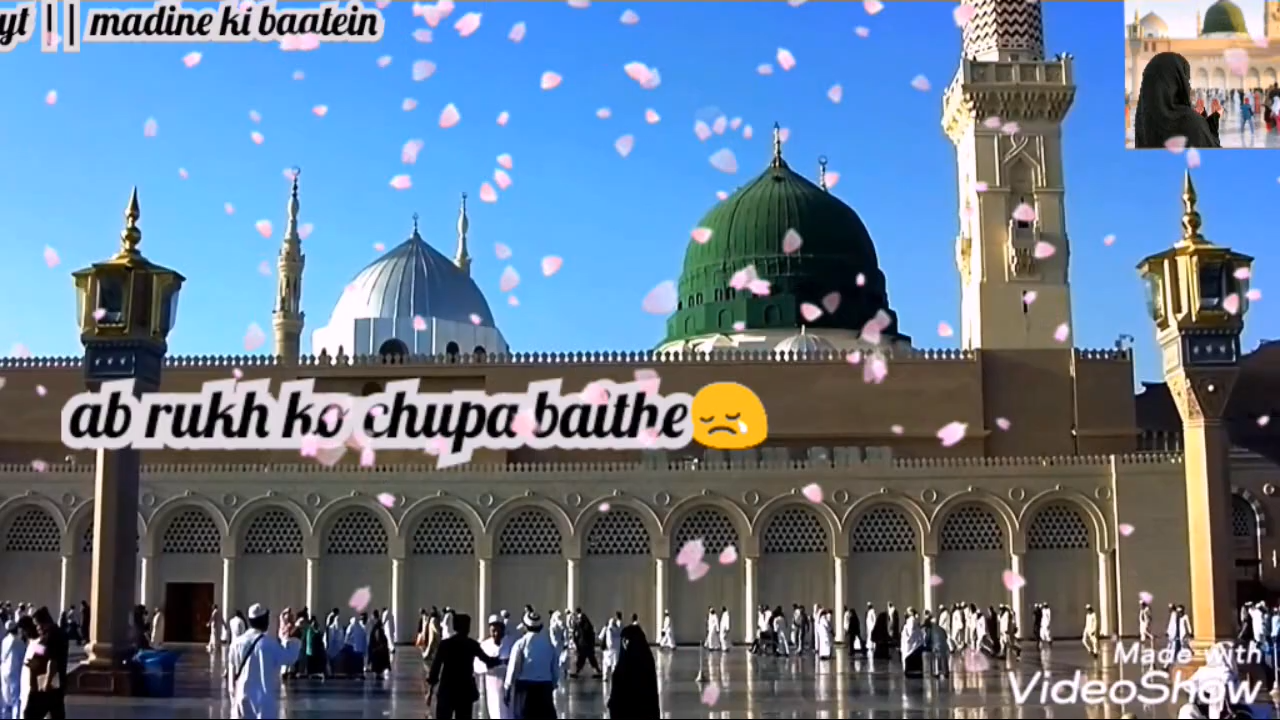 yt || madine ki baatein
ab rukh ko chupa baithe😢
Made with
VideoShow